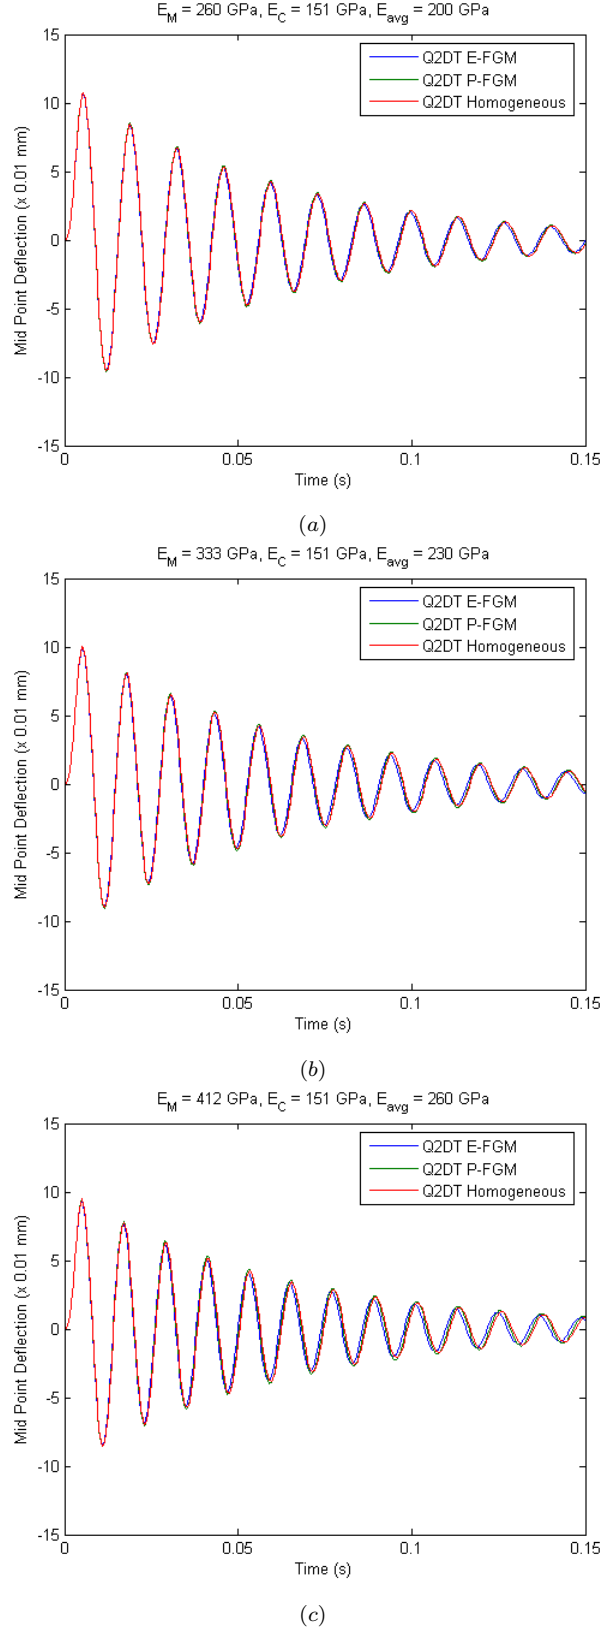 E_M = 260 GPa, E_C = 151 GPa, E_avg = 200 GPa
15
10
5
0
-5
-10
-15
Mid Point Deflection (x 0.01 mm)
Q2DT E-FGM
Q2DT P-FGM
Q2DT Homogeneous
0
0.05
0.1
0.15
Time (s)
(a)
E_M = 333 GPa, E_C = 151 GPa, E_avg = 230 GPa
15
10
5
0
-5
-10
-15
Mid Point Deflection (x 0.01 mm)
Q2DT E-FGM
Q2DT P-FGM
Q2DT Homogeneous
0
0.05
0.1
0.15
Time (s)
(b)
E_M = 412 GPa, E_C = 151 GPa, E_avg = 260 GPa
15
10
5
0
-5
-10
-15
Mid Point Deflection (x 0.01 mm)
Q2DT E-FGM
Q2DT P-FGM
Q2DT Homogeneous
0
0.05
0.1
0.15
Time (s)
(c)